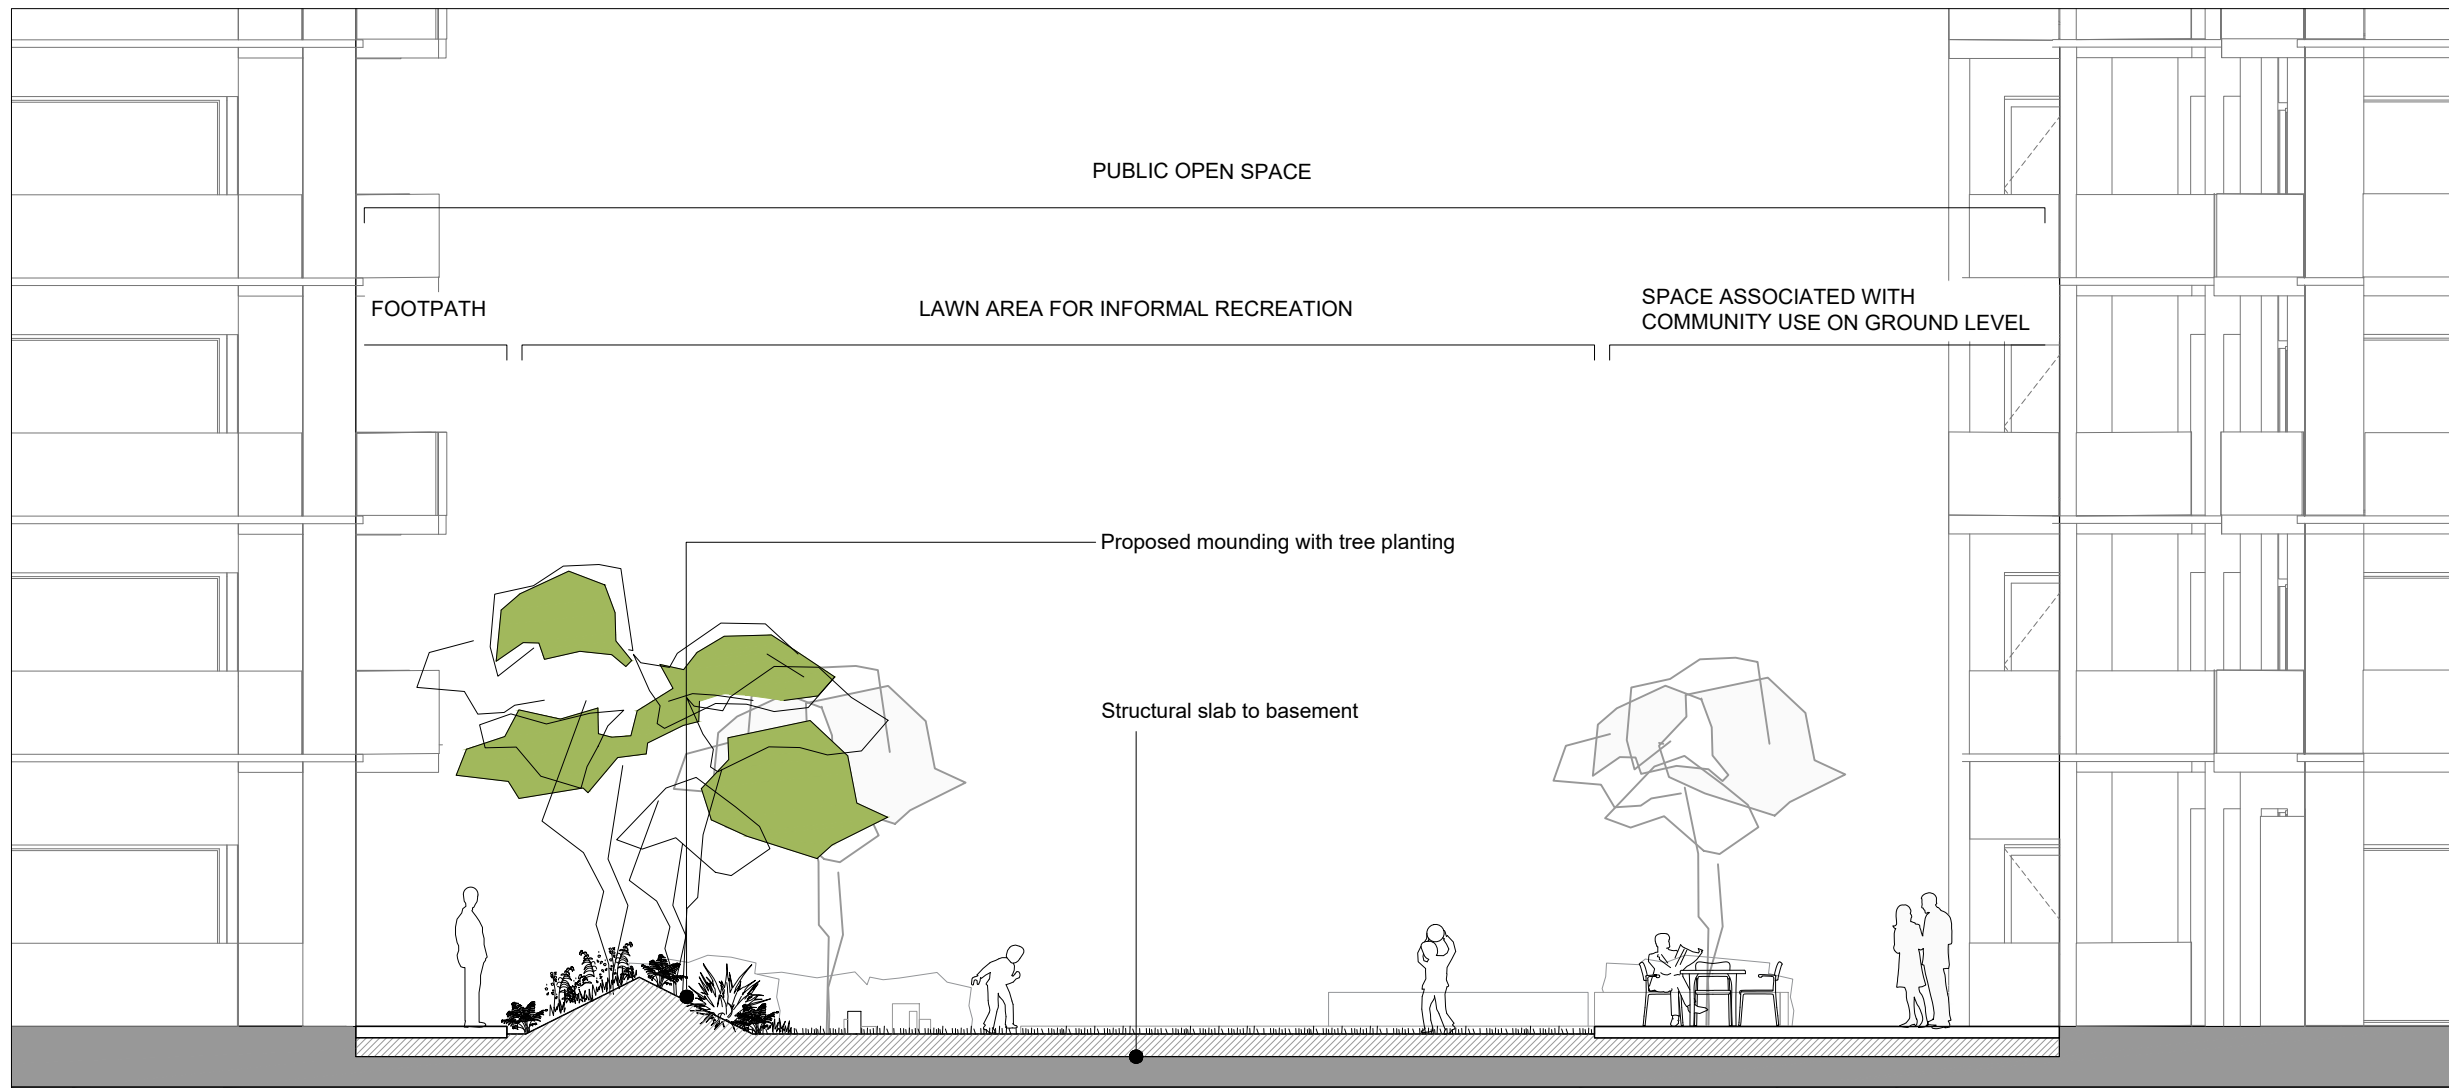 PUBLIC OPEN SPACE
FOOTPATH
LAWN AREA FOR INFORMAL RECREATION
SPACE ASSOCIATED WITH
COMMUNITY USE ON GROUND LEVEL
Proposed mounding with tree planting
Structural slab to basement